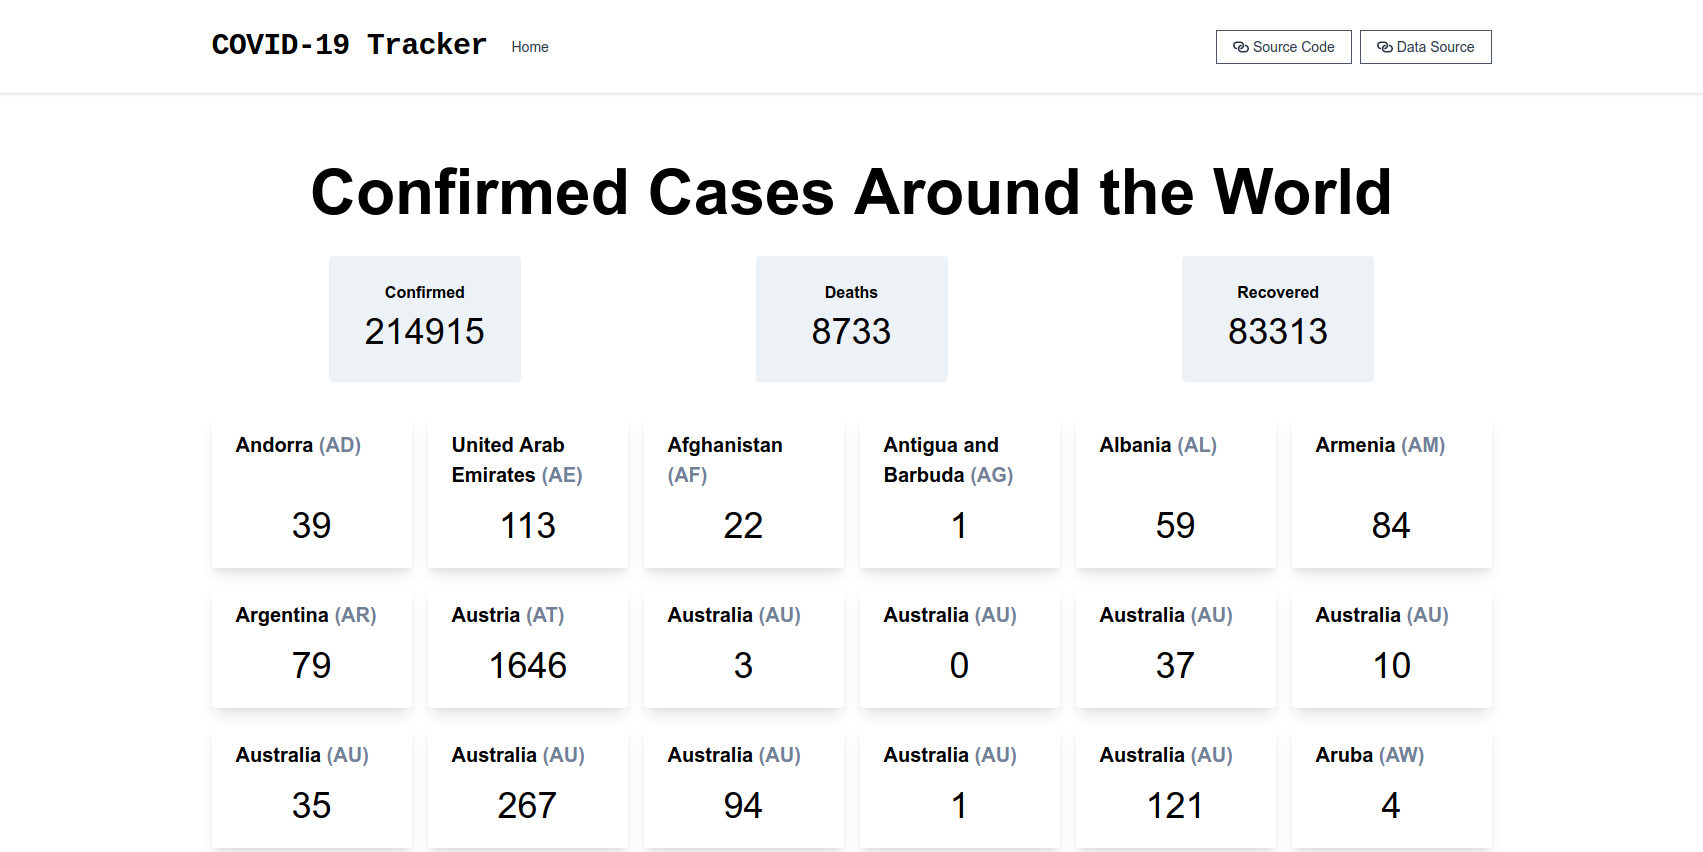 COVID-19 Tracker Home Source Code Data Source
Confirmed Cases Around the World
Confirmed
214915
Deaths
8733
Recovered
83313
Andorra (AD)
39
United Arab
Emirates (AE)
113
Afghanistan
(AF)
22
Antigua and
Barbuda (AG)
1
Albania (AL)
59
Armenia (AM)
84
Argentina (AR)
79
Austria (AT)
1646
Australia (AU)
3
Australia (AU)
0
Australia (AU)
37
Australia (AU)
10
Australia (AU)
35
Australia (AU)
267
Australia (AU)
94
Australia (AU)
1
Australia (AU)
121
Aruba (AW)
4